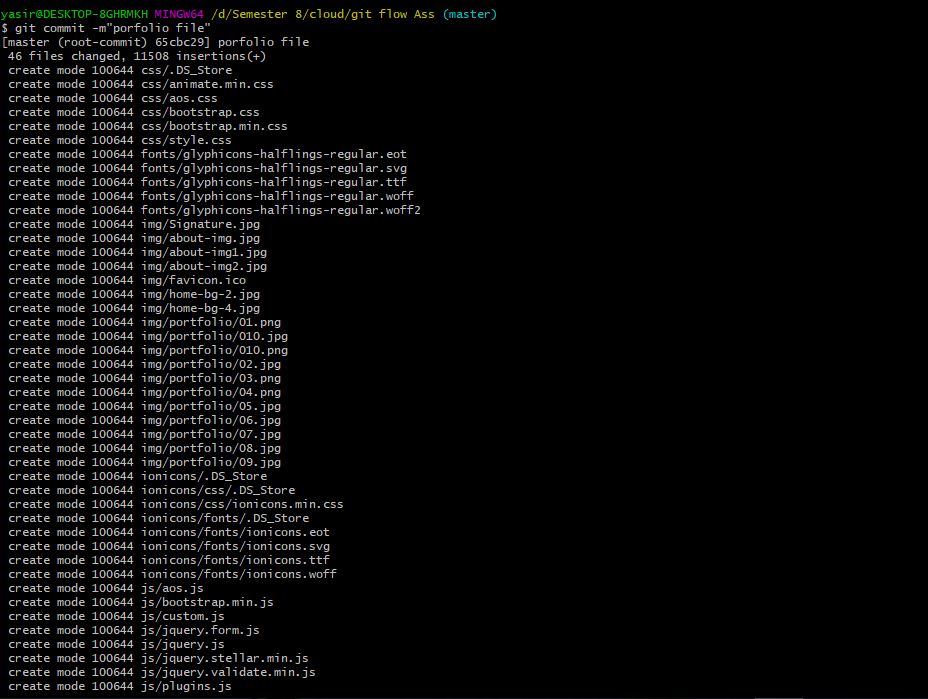 yasir@DESKTOP-8GHRMKH MINGW64 /d/Semester 8/cloud/git flow Ass (master)
$ git commit -m"porfolio file"
[master (root-commit) 65cbc29] porfolio file
 46 files changed, 11508 insertions(+)
 create mode 100644 css/.DS_Store
 create mode 100644 css/animate.min.css
 create mode 100644 css/aos.css
 create mode 100644 css/bootstrap.css
 create mode 100644 css/bootstrap.min.css
 create mode 100644 css/style.css
 create mode 100644 fonts/glyphicons-halflings-regular.eot
 create mode 100644 fonts/glyphicons-halflings-regular.svg
 create mode 100644 fonts/glyphicons-halflings-regular.ttf
 create mode 100644 fonts/glyphicons-halflings-regular.woff
 create mode 100644 fonts/glyphicons-halflings-regular.woff2
 create mode 100644 img/Signature.jpg
 create mode 100644 img/about-img.jpg
 create mode 100644 img/about-img1.jpg
 create mode 100644 img/about-img2.jpg
 create mode 100644 img/favicon.ico
 create mode 100644 img/home-bg-2.jpg
 create mode 100644 img/home-bg-4.jpg
 create mode 100644 img/portfolio/01.png
 create mode 100644 img/portfolio/010.jpg
 create mode 100644 img/portfolio/010.png
 create mode 100644 img/portfolio/02.jpg
 create mode 100644 img/portfolio/03.png
 create mode 100644 img/portfolio/04.png
 create mode 100644 img/portfolio/05.jpg
 create mode 100644 img/portfolio/06.jpg
 create mode 100644 img/portfolio/07.jpg
 create mode 100644 img/portfolio/08.jpg
 create mode 100644 img/portfolio/09.jpg
 create mode 100644 ionicons/.DS_Store
 create mode 100644 ionicons/css/.DS_Store
 create mode 100644 ionicons/css/ionicons.min.css
 create mode 100644 ionicons/fonts/.DS_Store
 create mode 100644 ionicons/fonts/ionicons.eot
 create mode 100644 ionicons/fonts/ionicons.svg
 create mode 100644 ionicons/fonts/ionicons.ttf
 create mode 100644 ionicons/fonts/ionicons.woff
 create mode 100644 js/aos.js
 create mode 100644 js/bootstrap.min.js
 create mode 100644 js/custom.js
 create mode 100644 js/jquery.form.js
 create mode 100644 js/jquery.js
 create mode 100644 js/jquery.stellar.min.js
 create mode 100644 js/jquery.validate.min.js
 create mode 100644 js/plugins.js